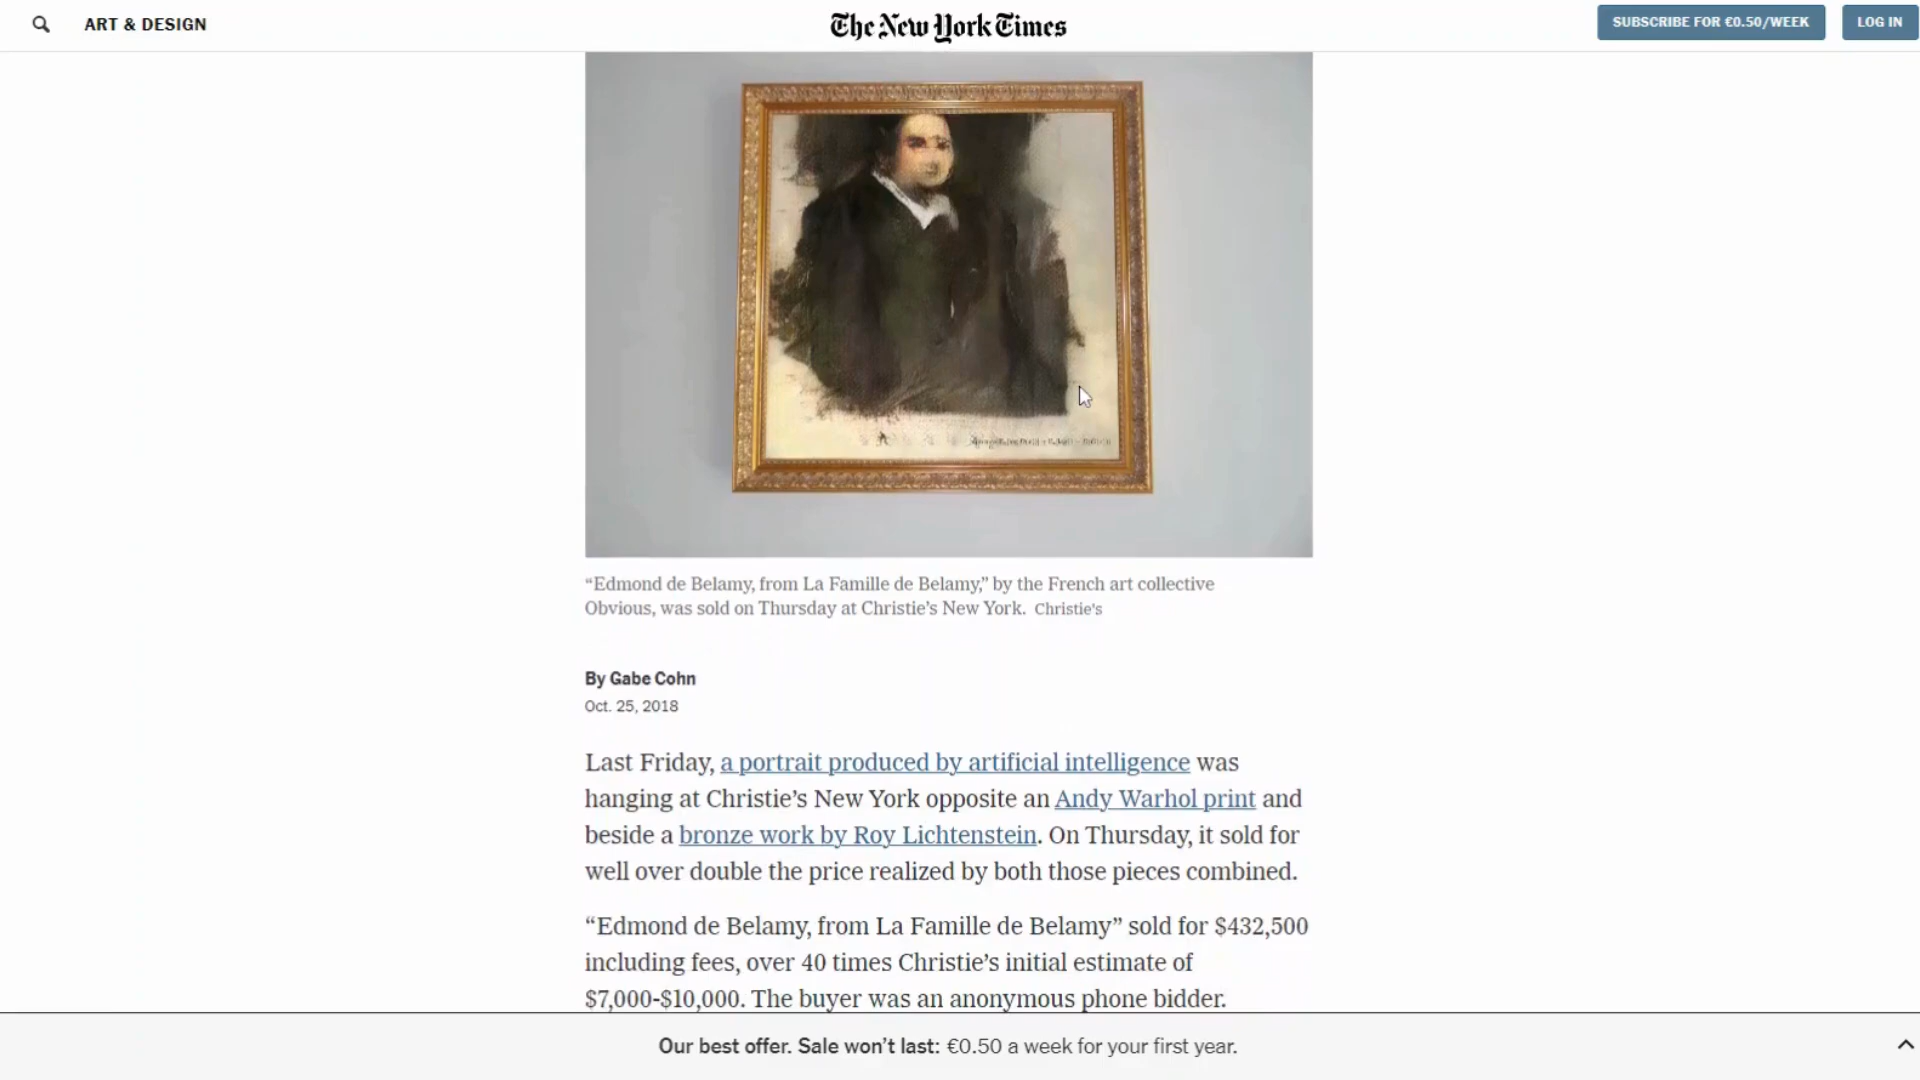 ART & DESIGN
The New York Times
SUBSCRIBE FOR €0.50/WEEK
LOG IN
“Edmond de Belamy, from La Famille de Belamy,” by the French art collective
Obvious, was sold on Thursday at Christie’s New York. Christie's
By Gabe Cohn
Oct. 25, 2018
Last Friday, a portrait produced by artificial intelligence was
hanging at Christie’s New York opposite an Andy Warhol print and
beside a bronze work by Roy Lichtenstein. On Thursday, it sold for
well over double the price realized by both those pieces combined.
“Edmond de Belamy, from La Famille de Belamy” sold for $432,500
including fees, over 40 times Christie’s initial estimate of
$7,000-$10,000. The buyer was an anonymous phone bidder.
Our best offer. Sale won’t last: €0.50 a week for your first year.